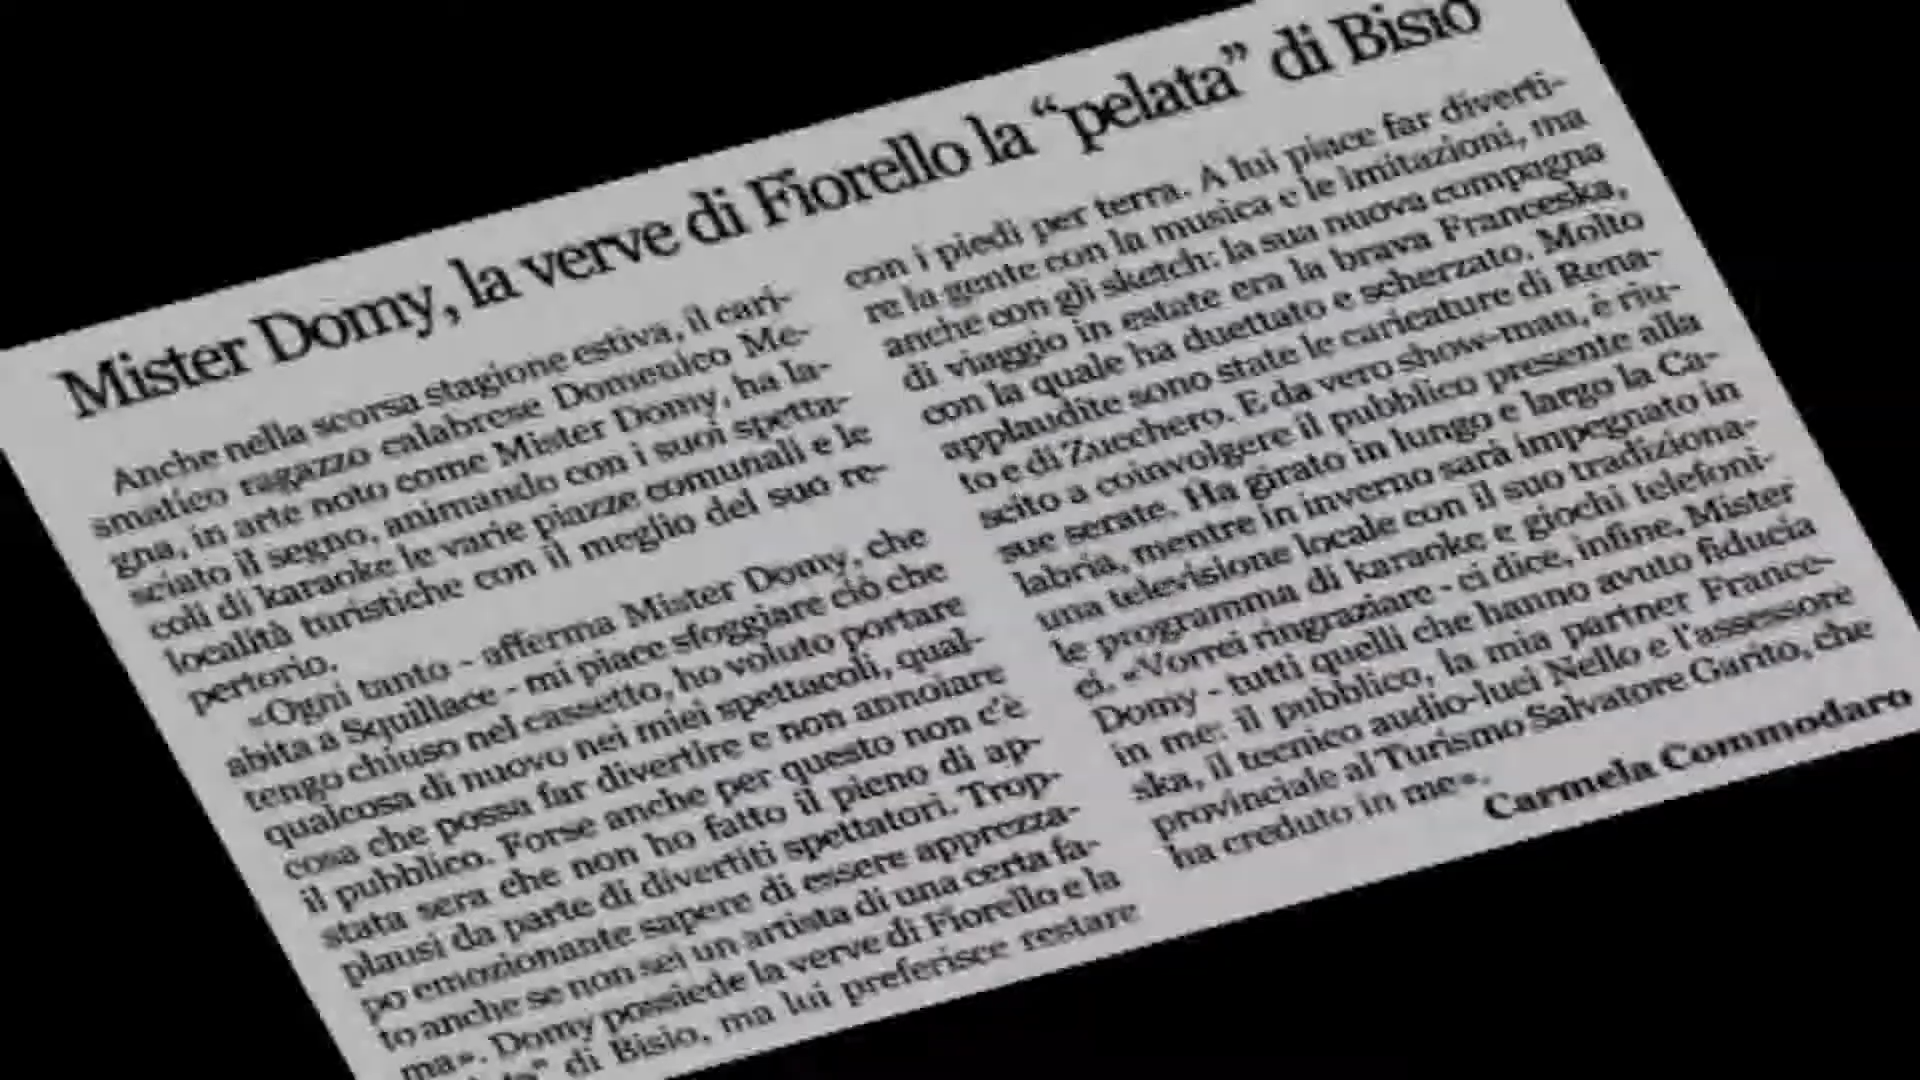 Mister Domy, la verve di Fiorello la “pelata” di Bisio
Anche nella scorsa stagione estiva, il cari-
smatico ragazzo calabrese Domenico Me-
gna, in arte noto come Mister Domy, ha la-
sciato il segno, animando con i suoi spetta-
coli di karaoke le varie piazze comunali e le
località turistiche con il meglio del suo re-
pertorio.
«Ogni tanto - afferma Mister Domy, che
abita a Squillace - mi piace sfoggiare ciò che
tengo chiuso nel cassetto, ho voluto portare
qualcosa di nuovo nei miei spettacoli, qual-
cosa che possa far divertire e non annoiare
il pubblico. Forse anche per questo non c'è
stata sera che non ho fatto il pieno di ap-
plausi da parte di divertiti spettatori. Trop-
po emozionante sapere di essere apprezza-
to anche se non sei un artista di una certa fa-
ma». Domy possiede la verve di Fiorello e la
di Bisio, ma lui preferisce restare
con i piedi per terra. A lui piace far diverti-
re la gente con la musica e le imitazioni, ma
anche con gli sketch: la sua nuova compagna
di viaggio in estate era la brava Franceska,
con la quale ha duettato e scherzato. Molto
applaudite sono state le caricature di Rena-
to e di Zucchero. E da vero show-man, è riu-
scito a coinvolgere il pubblico presente alla
sue serate. Ha girato in lungo e largo la Ca-
labria, mentre in inverno sarà impegnato in
una televisione locale con il suo tradiziona-
le programma di karaoke e giochi telefoni-
ci. «Vorrei ringraziare - ci dice, infine, Mister
Domy - tutti quelli che hanno avuto fiducia
in me: il pubblico, la mia partner France-
ska, il tecnico audio-luci Nello e l'assessore
provinciale al Turismo Salvatore Garito, che
ha creduto in me».
Carmela Commodaro